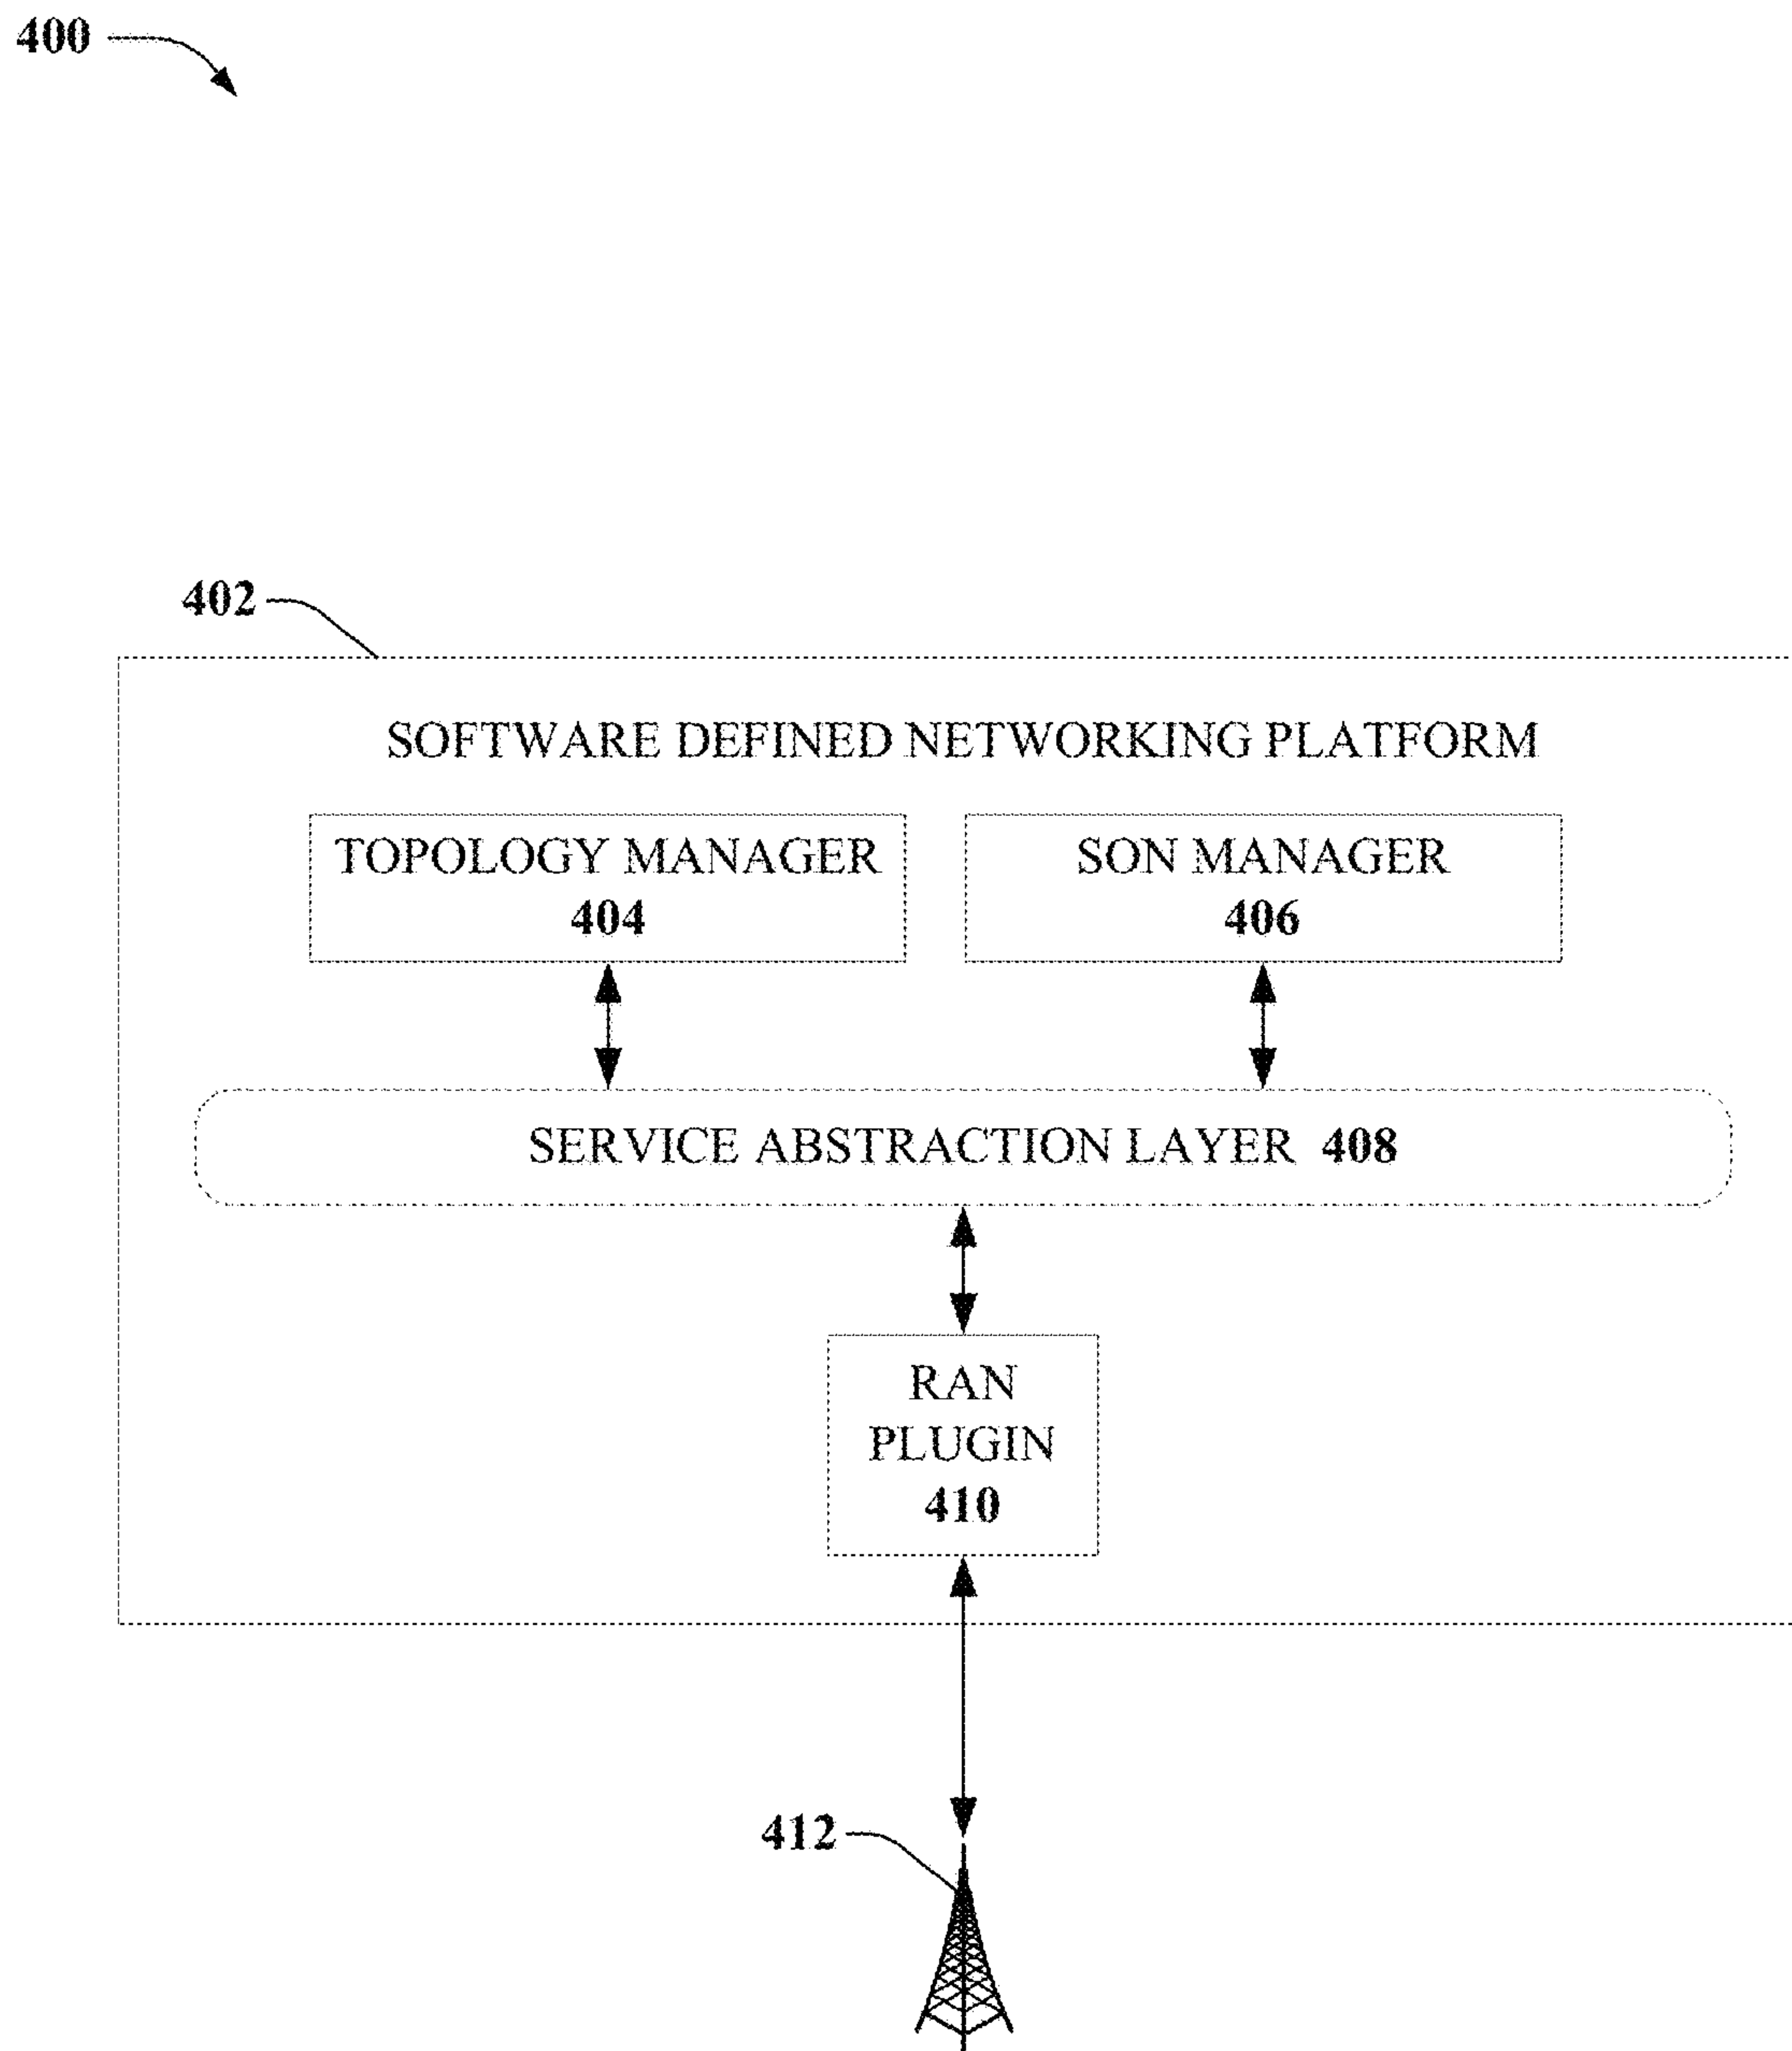 400
402
SOFTWARE DEFINED NETWORKING PLATFORM
TOPOLOGY MANAGER
404
SON MANAGER
406
SERVICE ABSTRACTION LAYER 408
RAN
PLUGIN
410
412